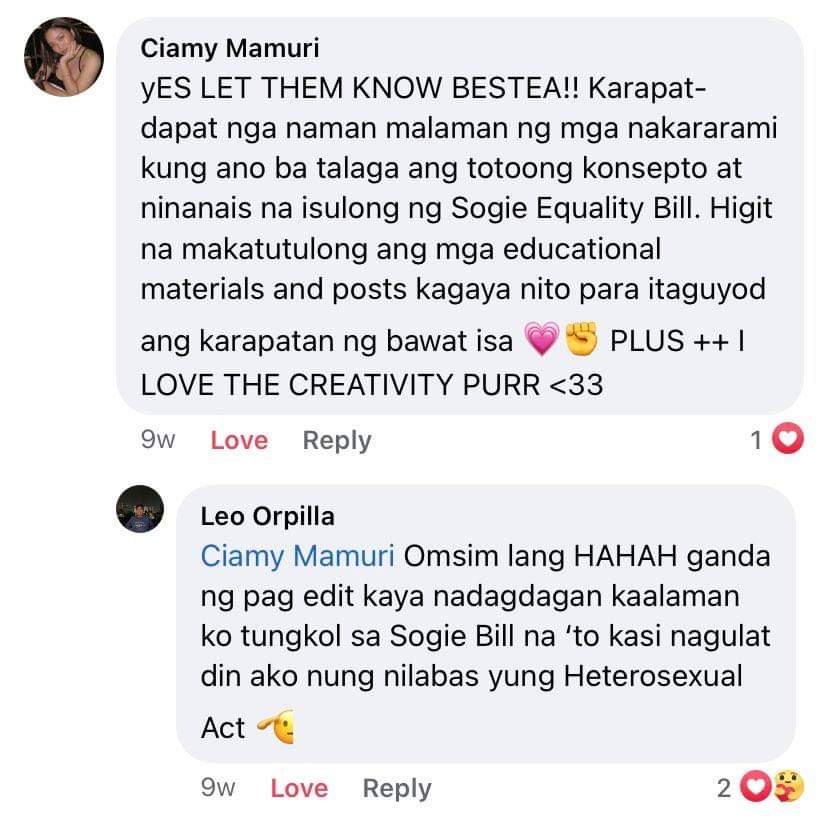 Ciamy Mamuri
yES LET THEM KNOW BESTEA!! Karapat-
dapat nga naman malaman ng mga nakararami
kung ano ba talaga ang totoong konsepto at
ninanais na isulong ng Sogie Equality Bill. Higit
na makatutulong ang mga educational
materials and posts kagaya nito para itaguyod
ang karapatan ng bawat isa 💗✊ PLUS ++ I
LOVE THE CREATIVITY PURR <33
9w Love Reply 1
Leo Orpilla
Ciamy Mamuri Omsim lang HAHAH ganda
ng pag edit kaya nadagdagan kaalaman
ko tungkol sa Sogie Bill na ‘to kasi nagulat
din ako nung nilabas yung Heterosexual
Act 🫡
9w Love Reply 2